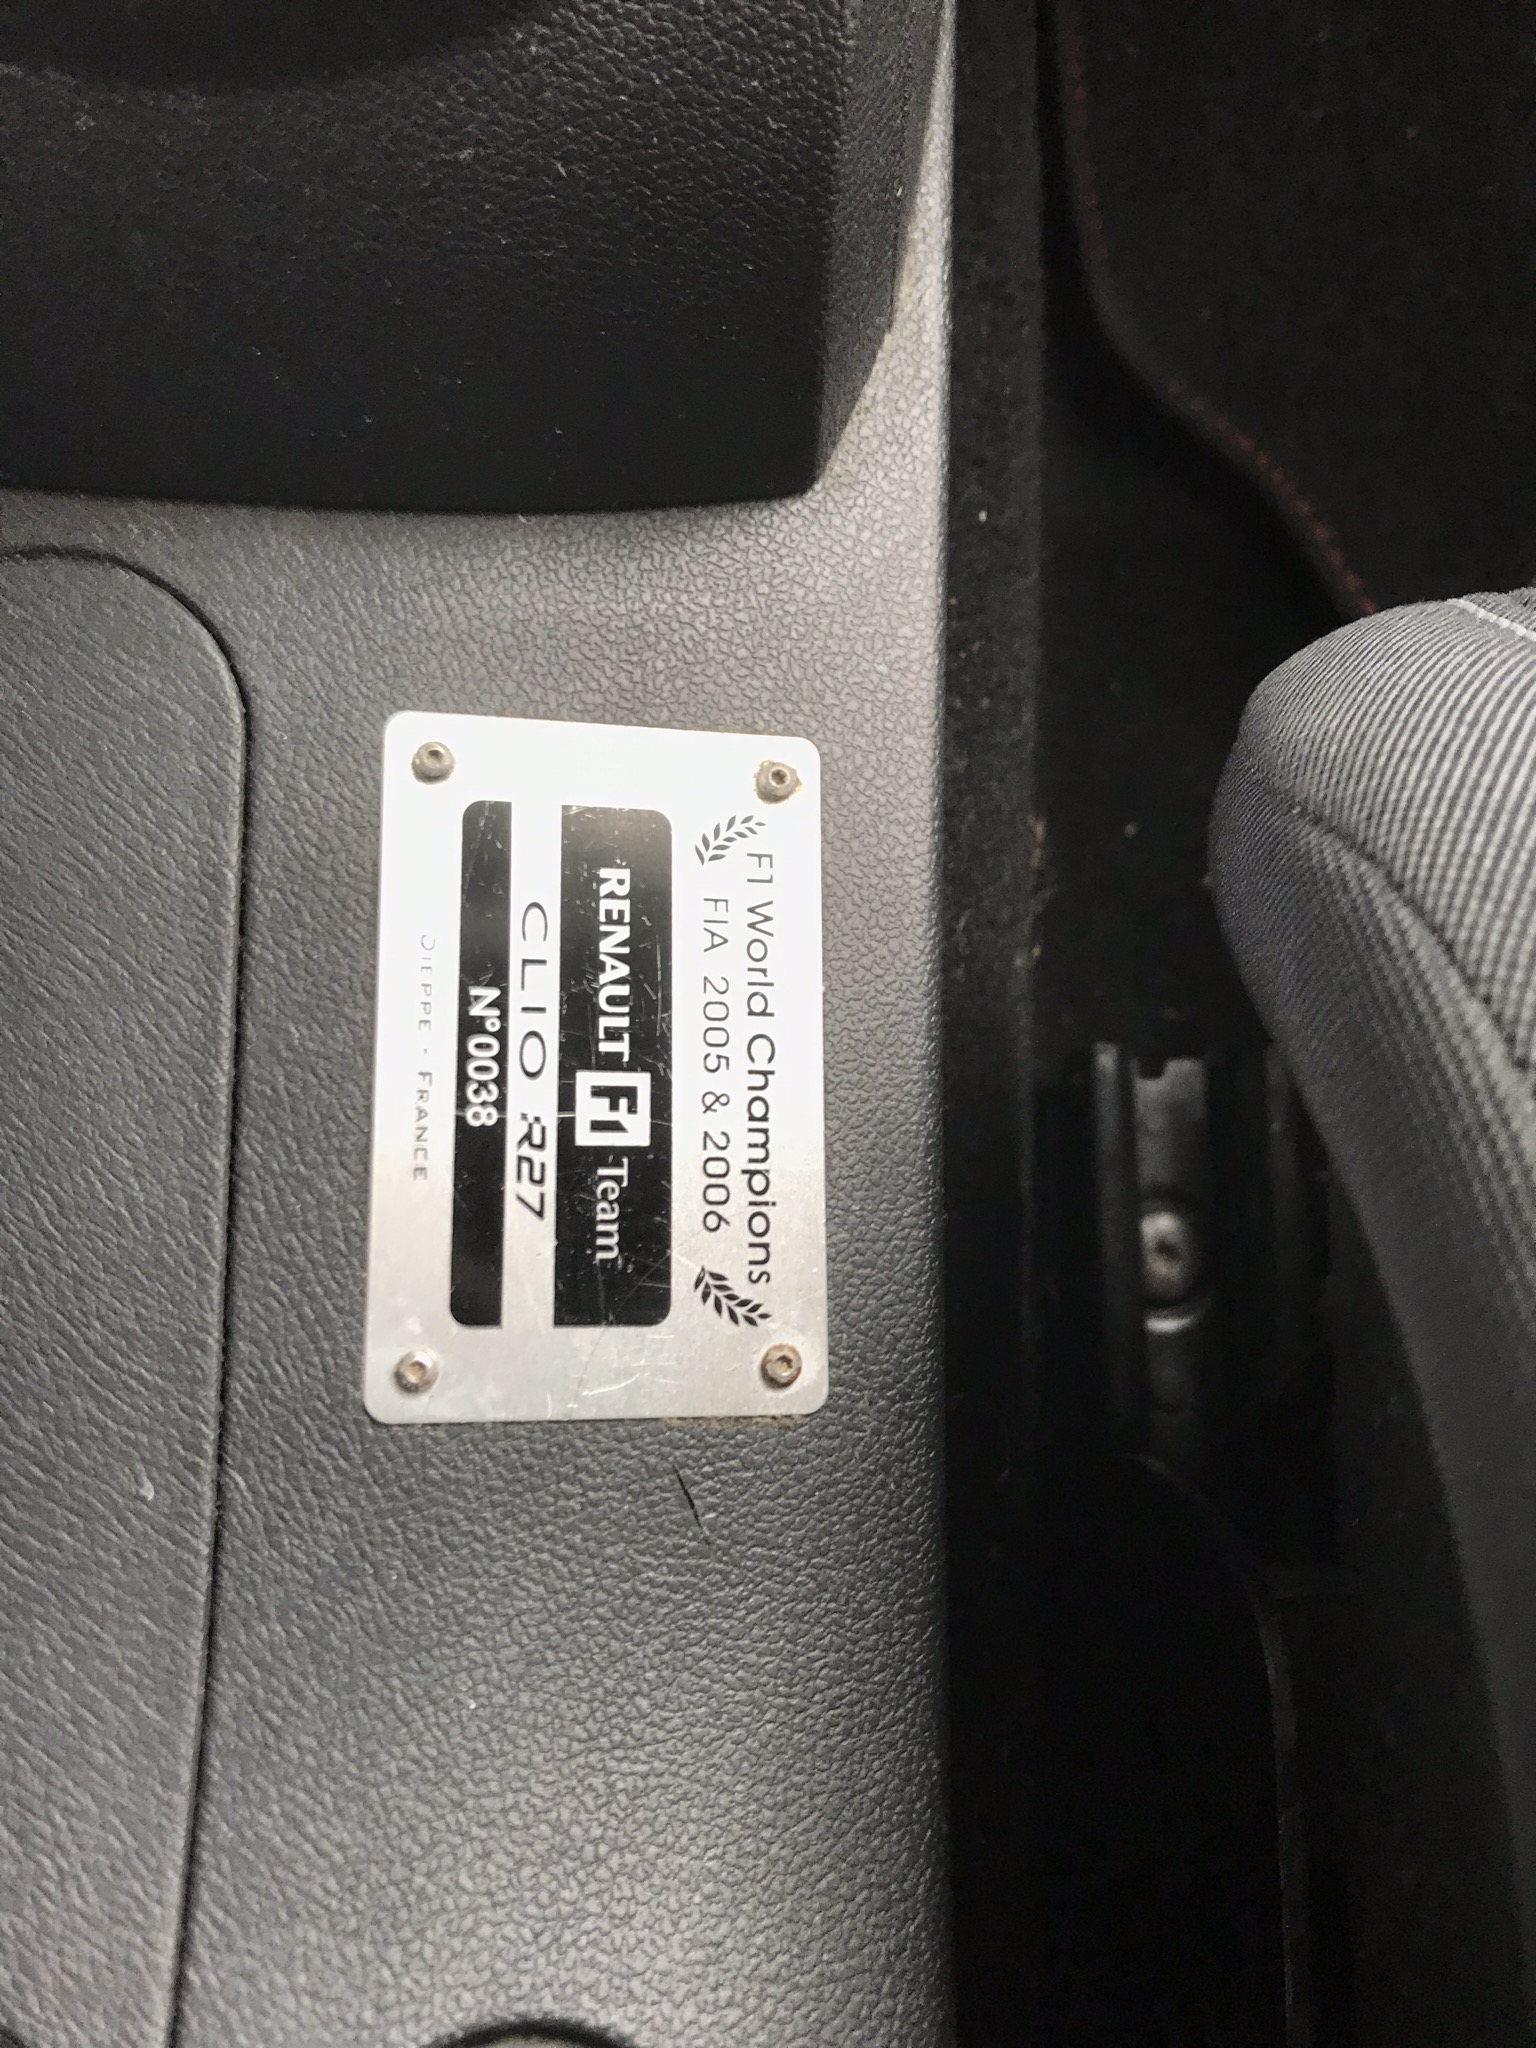 F1 World Champions
FIA 2005 & 2006
RENAULT F1 Team
CLIO R27
N°0038
DIEPPE - FRANCE